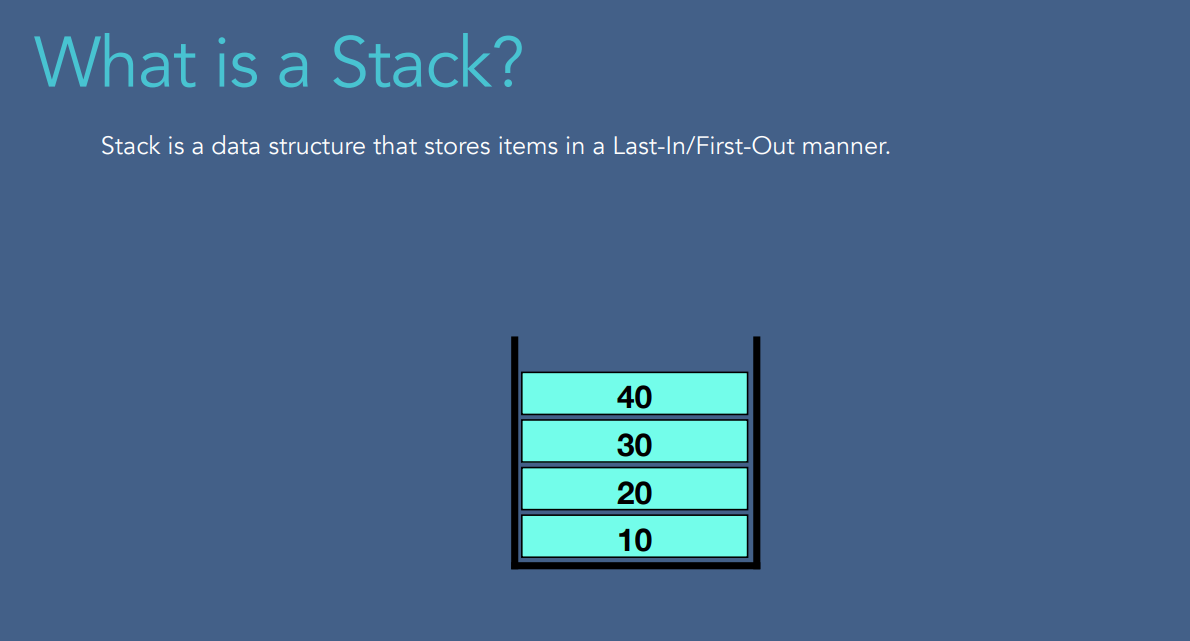 What is a Stack?
Stack is a data structure that stores items in a Last-In/First-Out manner.
40
30
20
10